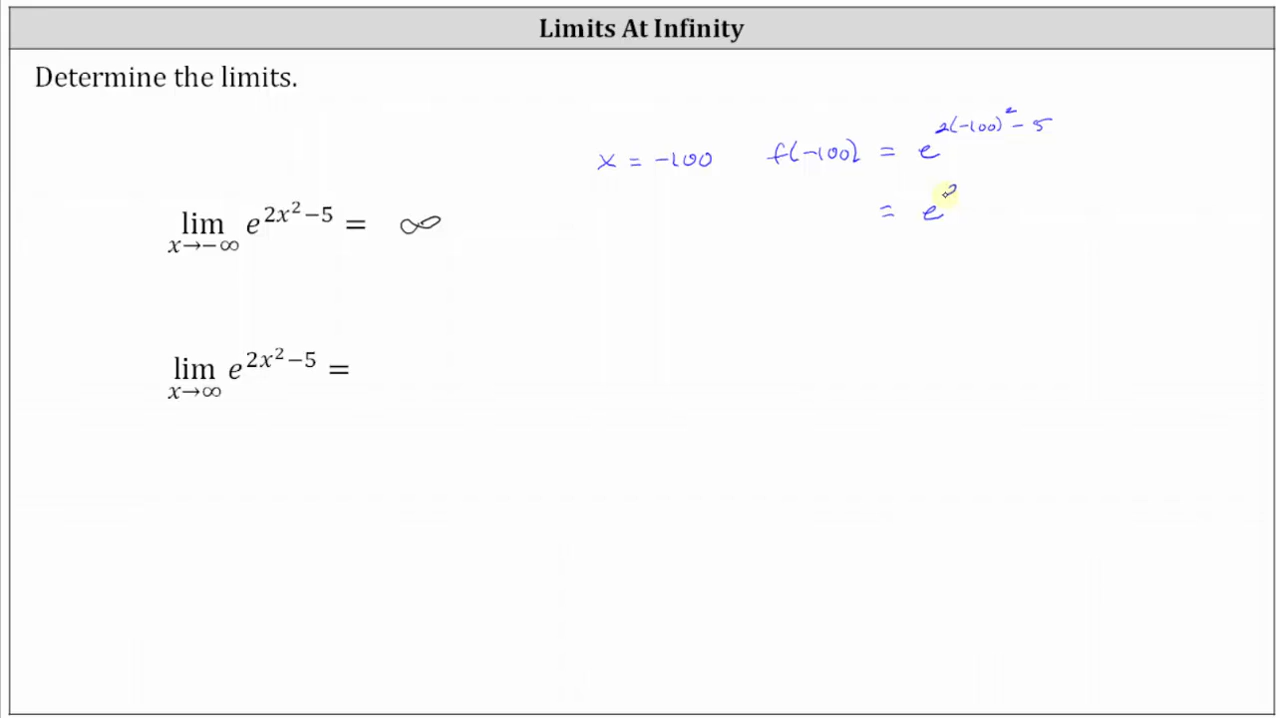 Limits At Infinity
Determine the limits.
x = -100 f(-100) = e^{2(-100)^2 - 5}
= e
lim_{x→−∞} e^{2x^2−5} = ∞
lim_{x→∞} e^{2x^2−5} =